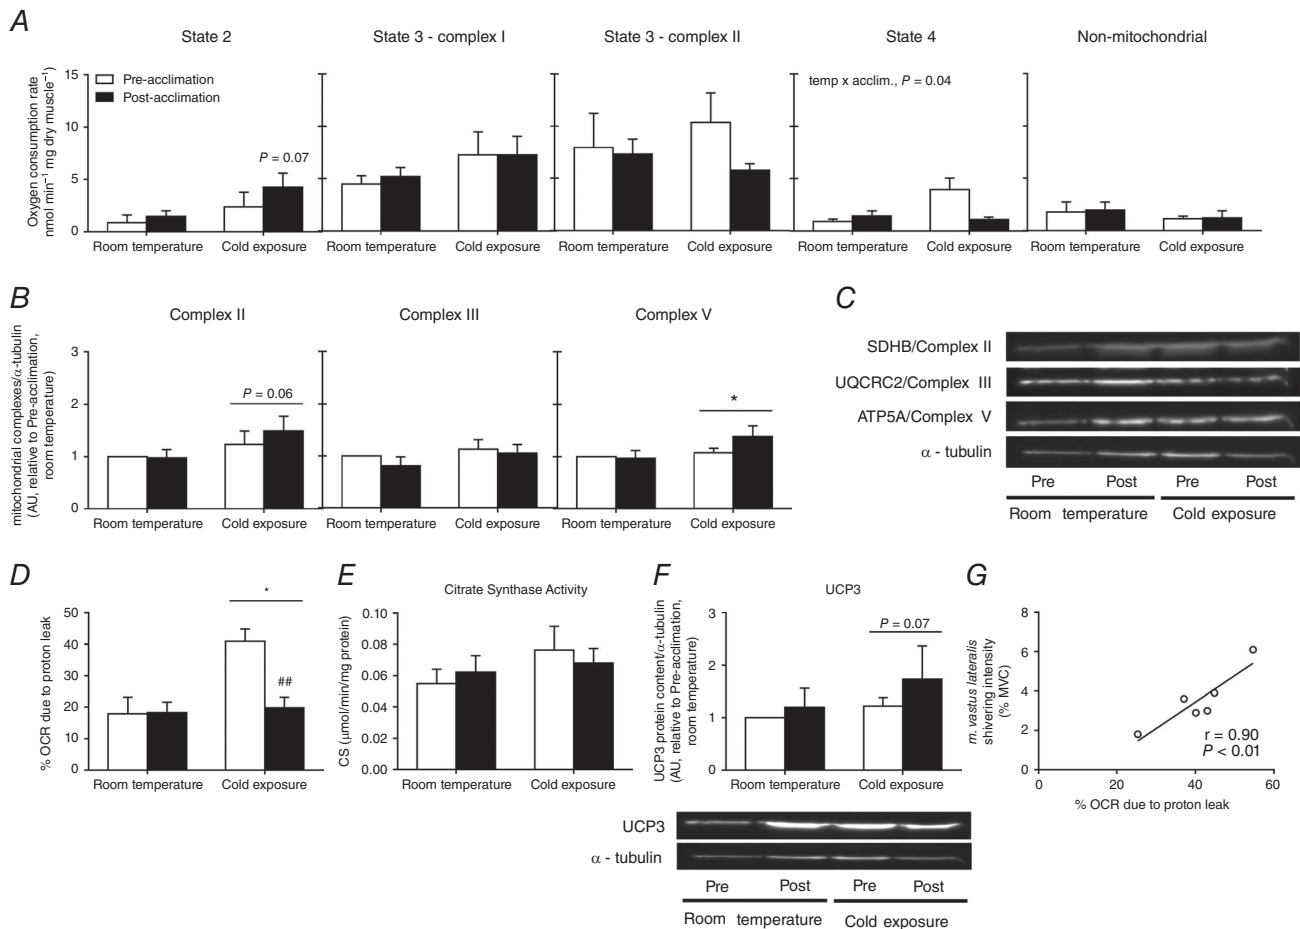 A
State 2
State 3 - complex I
State 3 - complex II
State 4
Non-mitochondrial
Oxygen consumption rate
nmol min⁻¹ mg dry muscle⁻¹)
15
10
5
0
Pre-acclimation
Post-acclimation
P = 0.07
temp x acclim., P = 0.04
Room temperature
Cold exposure
Room temperature
Cold exposure
Room temperature
Cold exposure
Room temperature
Cold exposure
Room temperature
Cold exposure
B
Complex II
Complex III
Complex V
mitochondrial complexes/α-tubulin
(AU, relative to Pre-acclimation,
room temperature)
3
2
1
0
P = 0.06
*
Room temperature
Cold exposure
Room temperature
Cold exposure
Room temperature
Cold exposure
C
SDHB/Complex II
UQCRC2/Complex III
ATP5A/Complex V
α - tubulin
Pre
Post
Pre
Post
Room temperature
Cold exposure
D
% OCR due to proton leak
50
40
30
20
10
0
*
##
Room temperature
Cold exposure
E
Citrate Synthase Activity
CS (μmol/min/mg protein)
0.10
0.08
0.06
0.04
0.02
0.00
Room temperature
Cold exposure
F
UCP3
UCP3 protein content/α-tubulin
(AU, relative to Pre-acclimation,
room temperature)
3
2
1
0
P = 0.07
Room temperature
Cold exposure
UCP3
α - tubulin
Pre
Post
Pre
Post
Room temperature
Cold exposure
G
m. vastus lateralis
shivering intensity
(% MVC)
8
6
4
2
0
r = 0.90
P < 0.01
0
20
40
60
% OCR due to proton leak